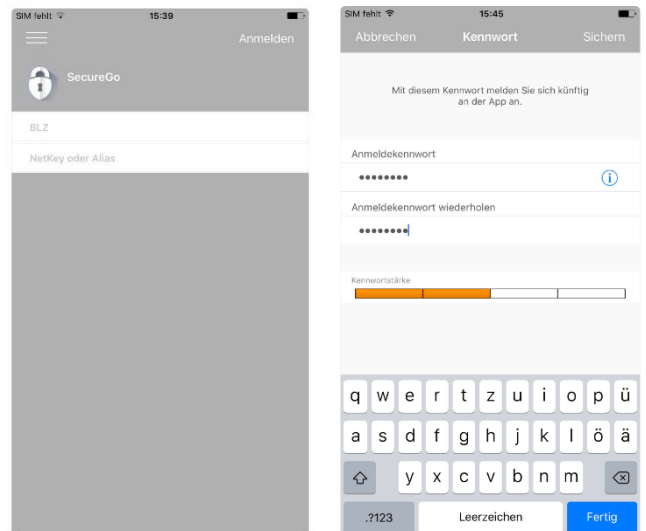 SIM fehlt 15:39
Anmelden
SecureGo
BLZ
NetKey oder Alias
SIM fehlt 15:45
Abbrechen Kennwort Sichern
Mit diesem Kennwort melden Sie sich künftig
an der App an.
Anmeldekennwort
••••••••
Anmeldekennwort wiederholen
••••••••
Kennwortstärke
q w e r t z u i o p ü
a s d f g h j k l ö ä
y x c v b n m
.?123 Leerzeichen Fertig